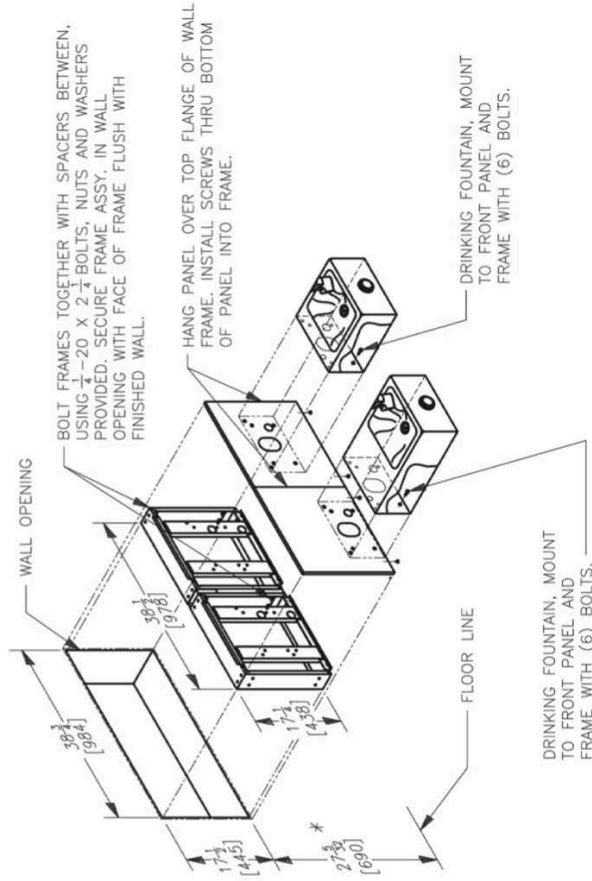 WALL OPENING
BOLT FRAMES TOGETHER WITH SPACERS BETWEEN,
USING 1/4-20 X 2 1/4 BOLTS, NUTS AND WASHERS
PROVIDED. SECURE FRAME ASSY. IN WALL
OPENING WITH FACE OF FRAME FLUSH WITH
FINISHED WALL.
HANG PANEL OVER TOP FLANGE OF WALL
FRAME. INSTALL SCREWS THRU BOTTOM
OF PANEL INTO FRAME.
38 3/4
[984]
38 1/2
[978]
17 1/2
[445]
17 1/4
[438]
*
27 5/32
[690]
FLOOR LINE
DRINKING FOUNTAIN, MOUNT
TO FRONT PANEL AND
FRAME WITH (6) BOLTS.
DRINKING FOUNTAIN, MOUNT
TO FRONT PANEL AND
FRAME WITH (6) BOLTS.